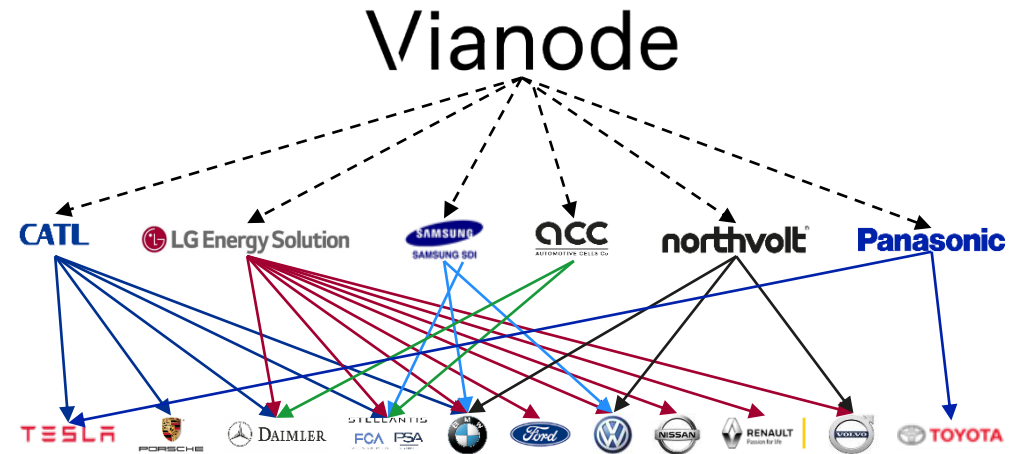 Vianode
CATL
LG Energy Solution
SAMSUNG
SAMSUNG SDI
acc
AUTOMOTIVE CELLS Co
northvolt
Panasonic
TESLA
PORSCHE
DAIMLER
STELLANTIS
FCA
PSA
BMW
Ford
NISSAN
RENAULT
Passion for life
VOLVO
TOYOTA